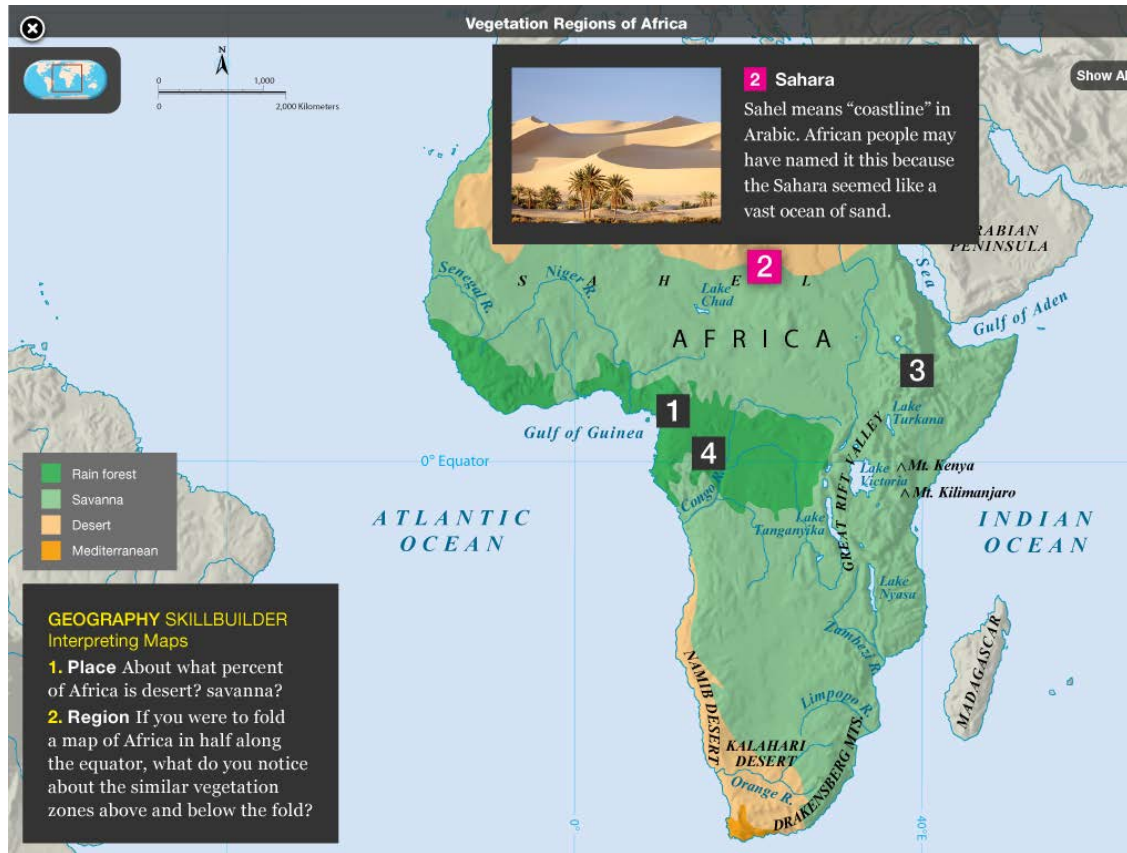 Vegetation Regions of Africa
N
0 1,000
0 2,000 Kilometers
2 Sahara
Sahel means “coastline” in
Arabic. African people may
have named it this because
the Sahara seemed like a
vast ocean of sand.
Show
ARABIAN
PENINSULA
Sea
Gulf of Aden
2
S A H E L
Senegal R.
Niger R.
Lake
Chad
AFRICA
3
1
4
Lake
Turkana
Gulf of Guinea
0° Equator
Congo R.
GREAT RIFT VALLEY
Lake
Victoria
Mt. Kenya
Mt. Kilimanjaro
Lake
Tanganyika
ATLANTIC
OCEAN
INDIAN
OCEAN
Lake
Nyasa
Zambezi R.
MADAGASCAR
NAMIB DESERT
Limpopo R.
KALAHARI
DESERT
Orange R.
DRAKENSBERG MTS.
0°
40°E
Rain forest
Savanna
Desert
Mediterranean
GEOGRAPHY SKILLBUILDER
Interpreting Maps
1. Place About what percent
of Africa is desert? savanna?
2. Region If you were to fold
a map of Africa in half along
the equator, what do you notice
about the similar vegetation
zones above and below the fold?